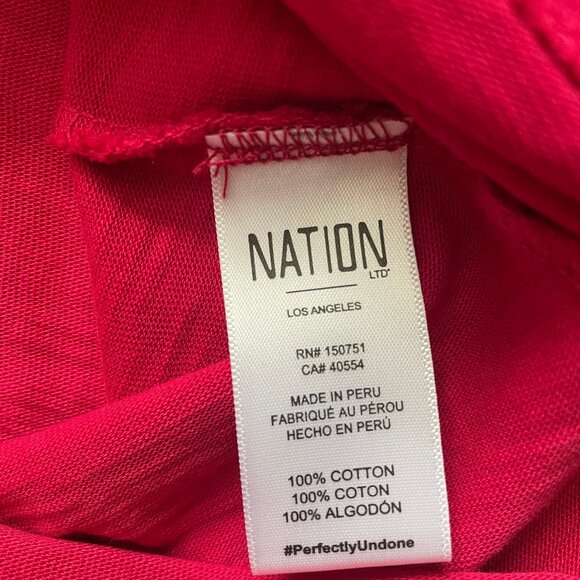 NATION
LTD
LOS ANGELES
RN# 150751
CA# 40554
MADE IN PERU
FABRIQUÉ AU PÉROU
HECHO EN PERÚ
100% COTTON
100% COTON
100% ALGODÓN
#PerfectlyUndone